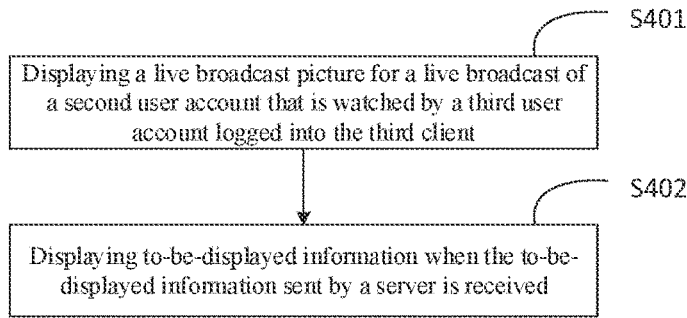 S401
Displaying a live broadcast picture for a live broadcast of
a second user account that is watched by a third user
account logged into the third client
S402
Displaying to-be-displayed information when the to-be-
displayed information sent by a server is received